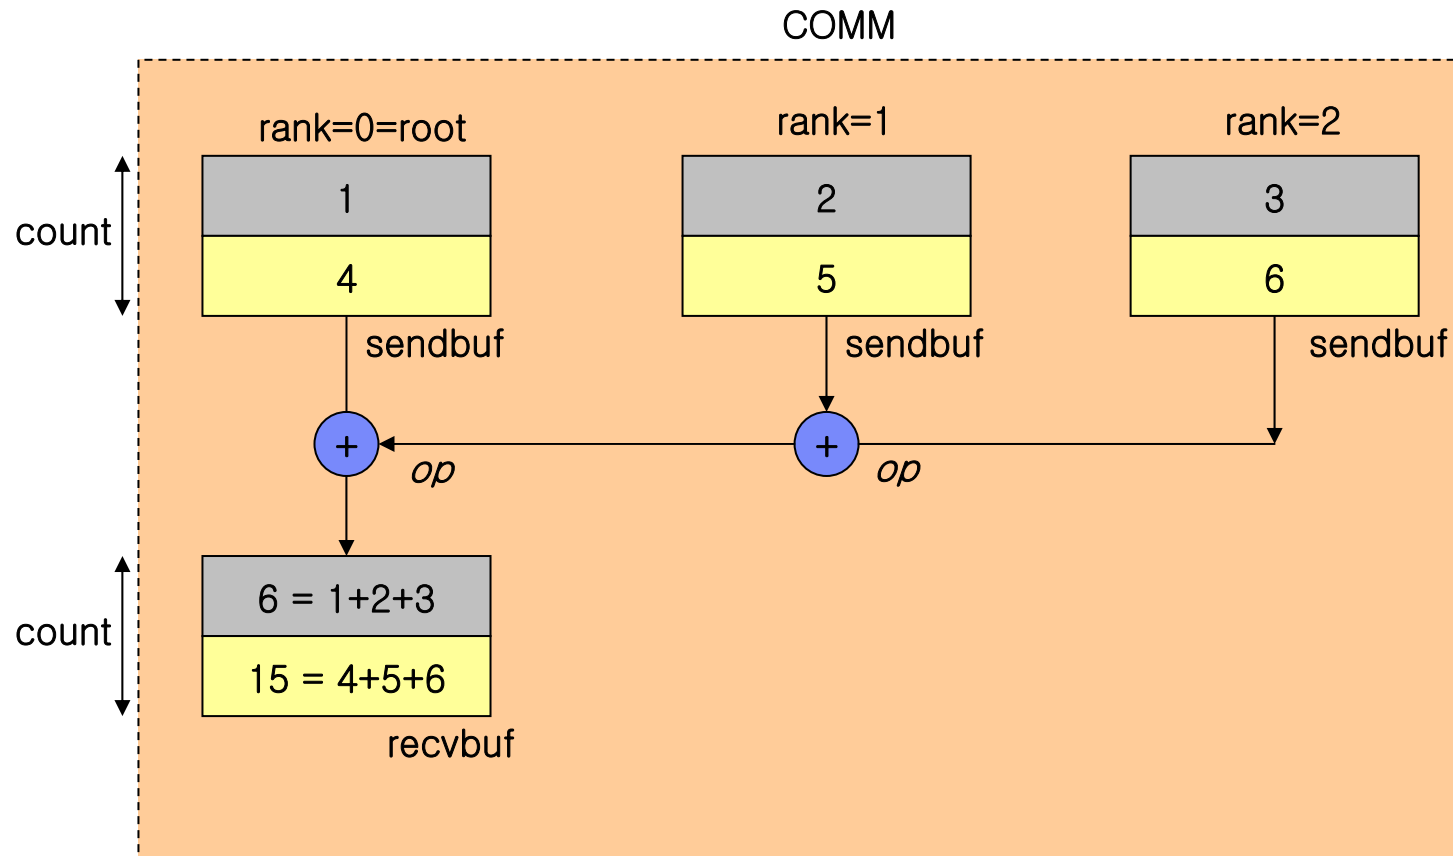 COMM
rank=0=root
rank=1
rank=2
count
1
2
3
4
5
6
sendbuf
sendbuf
sendbuf
+
+
op
op
count
6 = 1+2+3
15 = 4+5+6
recvbuf